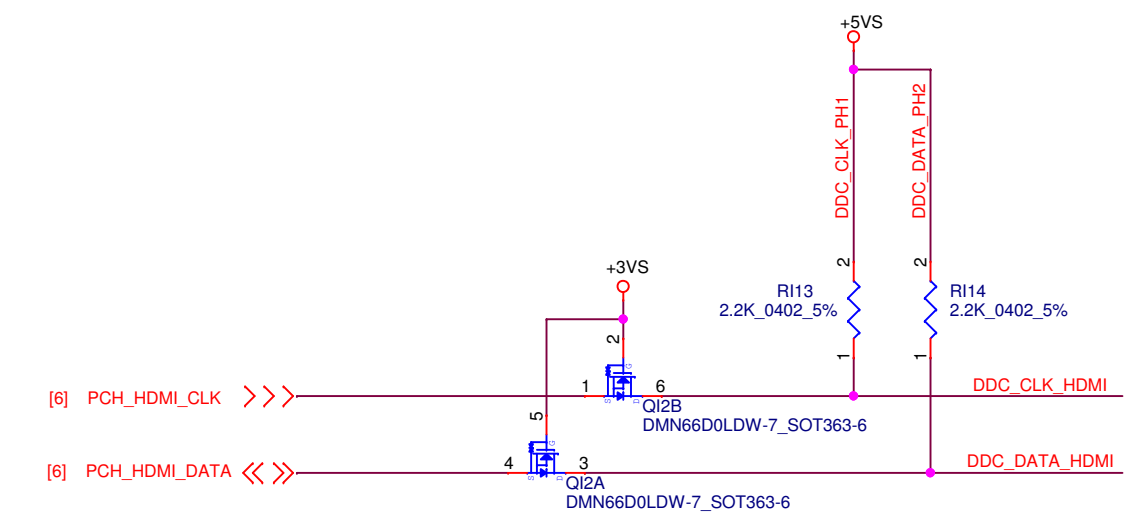 +5VS
DDC_CLK_PH1
DDC_DATA_PH2
+3VS
2
2
RI13
2.2K_0402_5%
RI14
2.2K_0402_5%
2
G
1
1
[6] PCH_HDMI_CLK
1
S
D
6
DDC_CLK_HDMI
QI2B
DMN66D0LDW-7_SOT363-6
5
G
[6] PCH_HDMI_DATA
4
S
D
3
DDC_DATA_HDMI
QI2A
DMN66D0LDW-7_SOT363-6